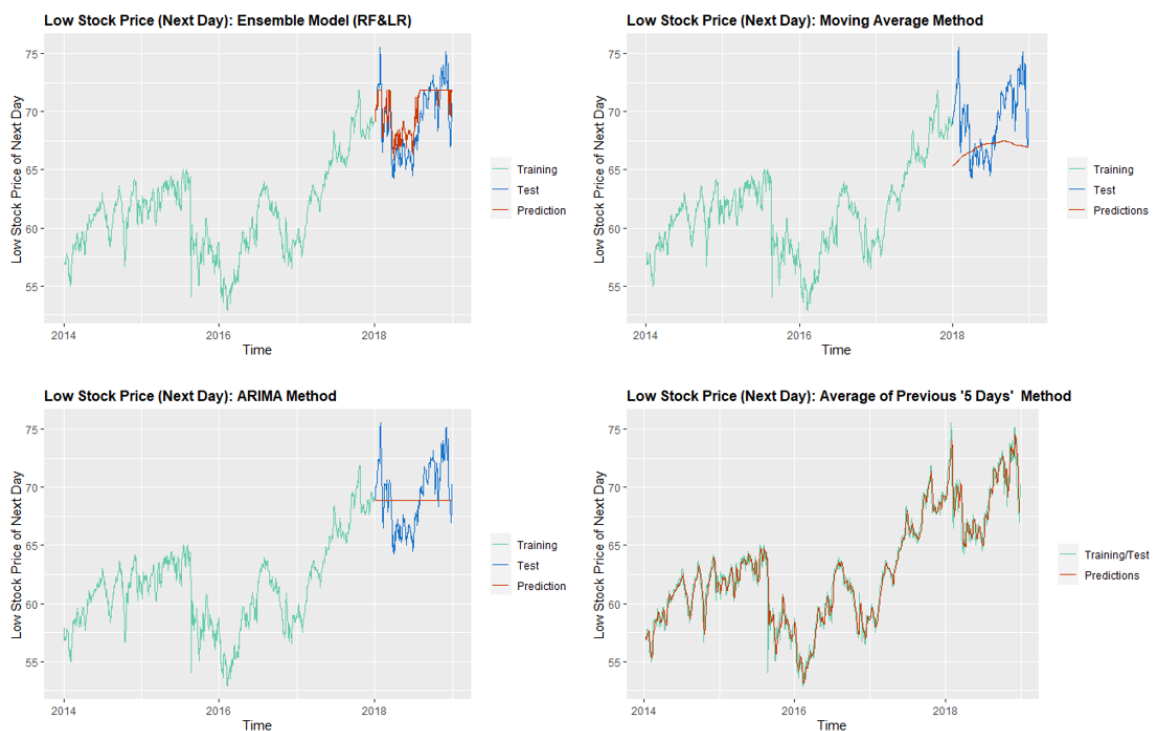 Low Stock Price (Next Day): Ensemble Model (RF&LR)
Low Stock Price of Next Day
75
70
65
60
55
2014
2016
2018
Time
Training
Test
Prediction
Low Stock Price (Next Day): Moving Average Method
Low Stock Price of Next Day
75
70
65
60
55
2014
2016
2018
Time
Training
Test
Predictions
Low Stock Price (Next Day): ARIMA Method
Low Stock Price of Next Day
75
70
65
60
55
2014
2016
2018
Time
Training
Test
Prediction
Low Stock Price (Next Day): Average of Previous '5 Days' Method
Low Stock Price of Next Day
75
70
65
60
55
2014
2016
2018
Time
Training/Test
Predictions